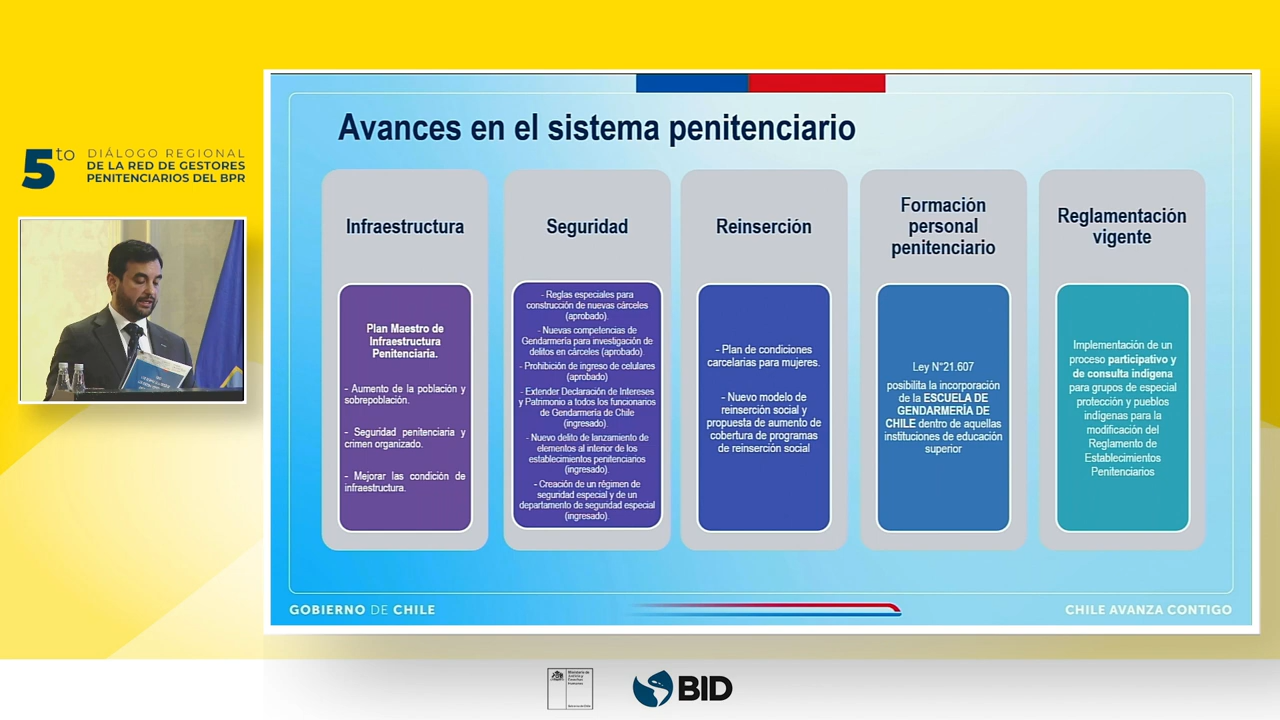 5to
DIÁLOGO REGIONAL
DE LA RED DE GESTORES
PENITENCIARIOS DEL BPR
Avances en el sistema penitenciario
Infraestructura
Plan Maestro de
Infraestructura
Penitenciaria.
- Aumento de la población y
sobrepoblación.
- Seguridad penitenciaria y
crimen organizado.
- Mejorar las condición de
infraestructura.
Seguridad
- Reglas especiales para
construcción de nuevas cárceles
(aprobado).
- Nuevas competencias de
Gendarmería para investigación de
delitos en cárceles (aprobado).
- Prohibición de ingreso de celulares
(aprobado)
- Extender Declaración de Intereses
y Patrimonio a todos los funcionarios
de Gendarmería de Chile
(ingresado).
- Nuevo delito de lanzamiento de
elementos al interior de los
establecimientos penitenciarios
(ingresado).
- Creación de un régimen de
seguridad especial y de un
departamento de seguridad especial
(ingresado).
Reinserción
- Plan de condiciones
carcelarias para mujeres.
- Nuevo modelo de
reinserción social y
propuesta de aumento de
cobertura de programas
de reinserción social
Formación
personal
penitenciario
Ley N°21.607
posibilita la incorporación
de la ESCUELA DE
GENDARMERÍA DE
CHILE dentro de aquellas
instituciones de educación
superior
Reglamentación
vigente
Implementación de un
proceso participativo y
de consulta indígena
para grupos de especial
protección y pueblos
indígenas para la
modificación del
Reglamento de
Establecimientos
Penitenciarios
GOBIERNO DE CHILE
CHILE AVANZA CONTIGO
Ministerio de
Justicia y
Derechos
Humanos
Gobierno de Chile
BID